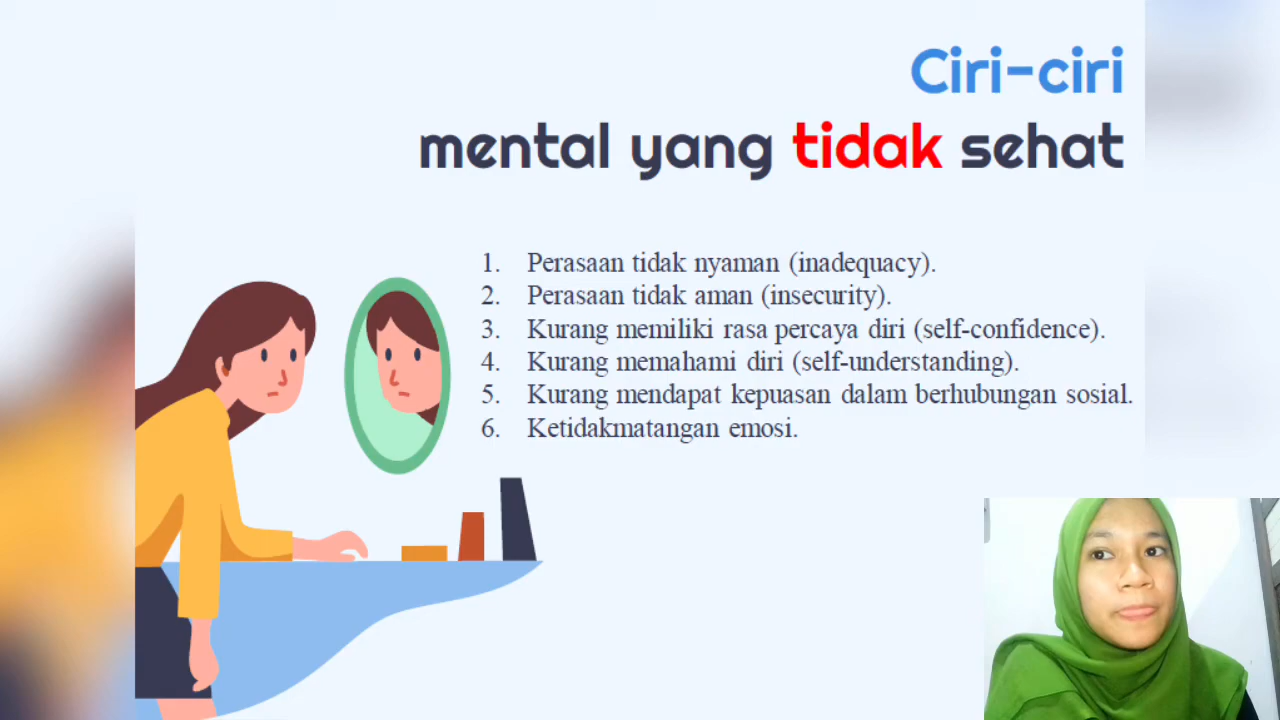 Ciri-ciri
mental yang tidak sehat
1. Perasaan tidak nyaman (inadequacy).
2. Perasaan tidak aman (insecurity).
3. Kurang memiliki rasa percaya diri (self-confidence).
4. Kurang memahami diri (self-understanding).
5. Kurang mendapat kepuasan dalam berhubungan sosial.
6. Ketidakmatangan emosi.